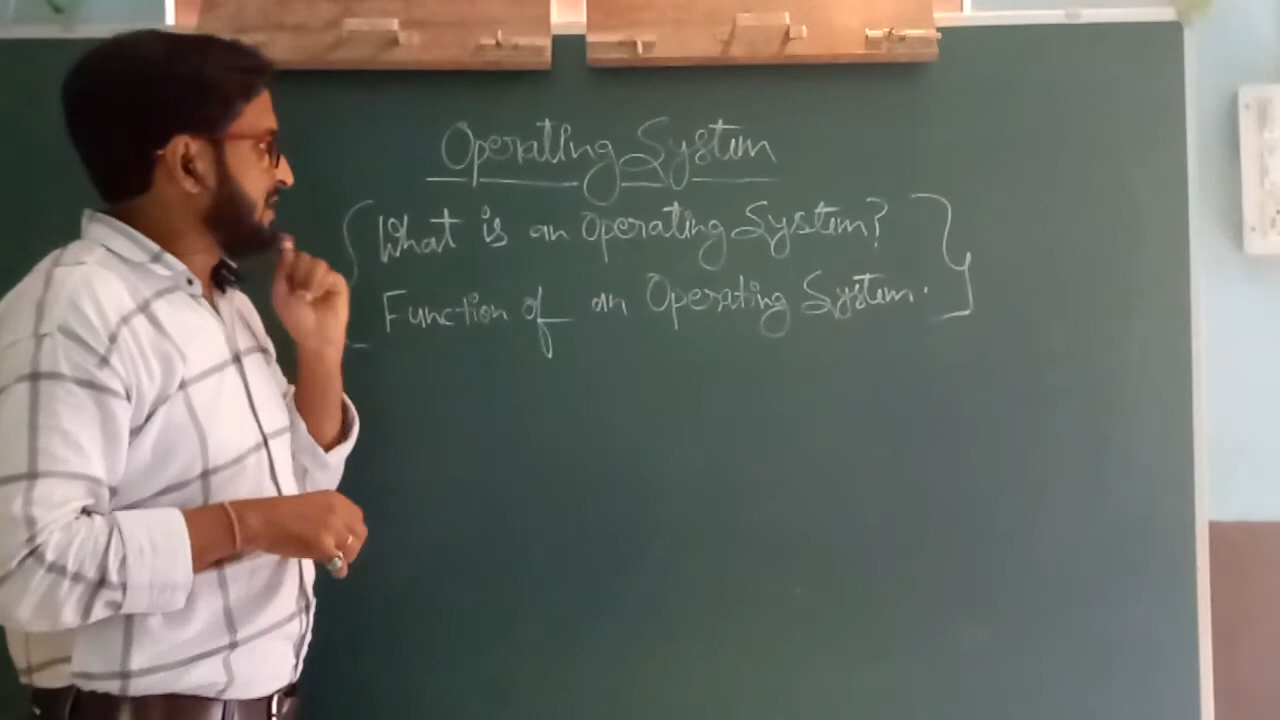 Operating System
What is an Operating System?
Function of an Operating System.